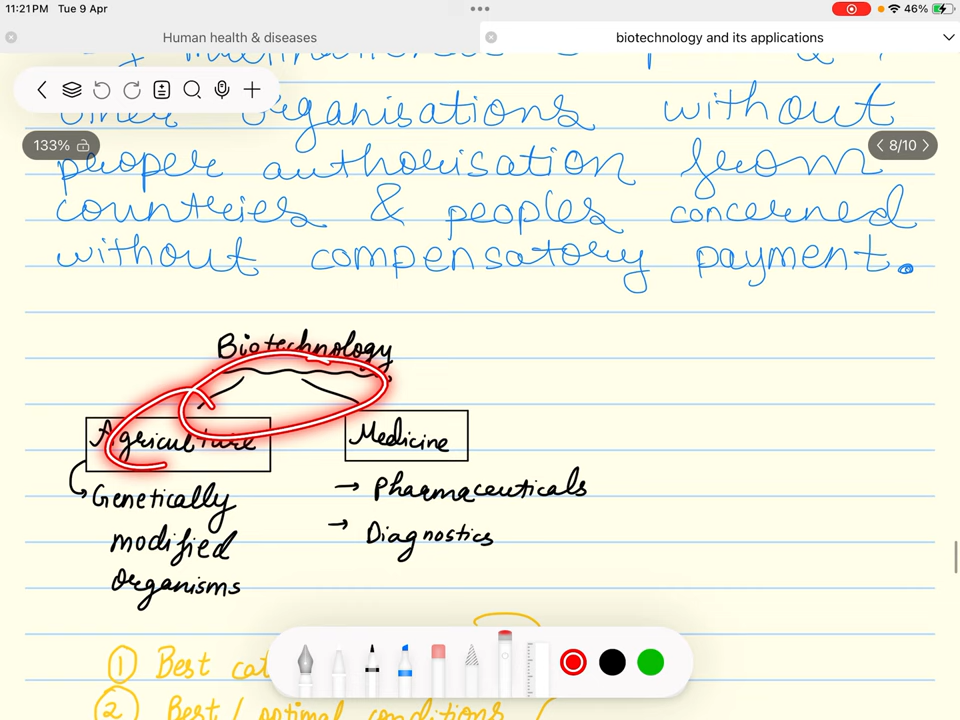 11:21PM Tue 9 Apr
46%
Human health & diseases
biotechnology and its applications
133%
8/10
other organisations without
proper authorisation from
countries & peoples concerned
without compensatory payment.
Biotechnology
Agriculture
Medicine
Genetically
modified
organisms
→ Pharmaceuticals
→ Diagnostics
① Best
② Best / optimal conditions